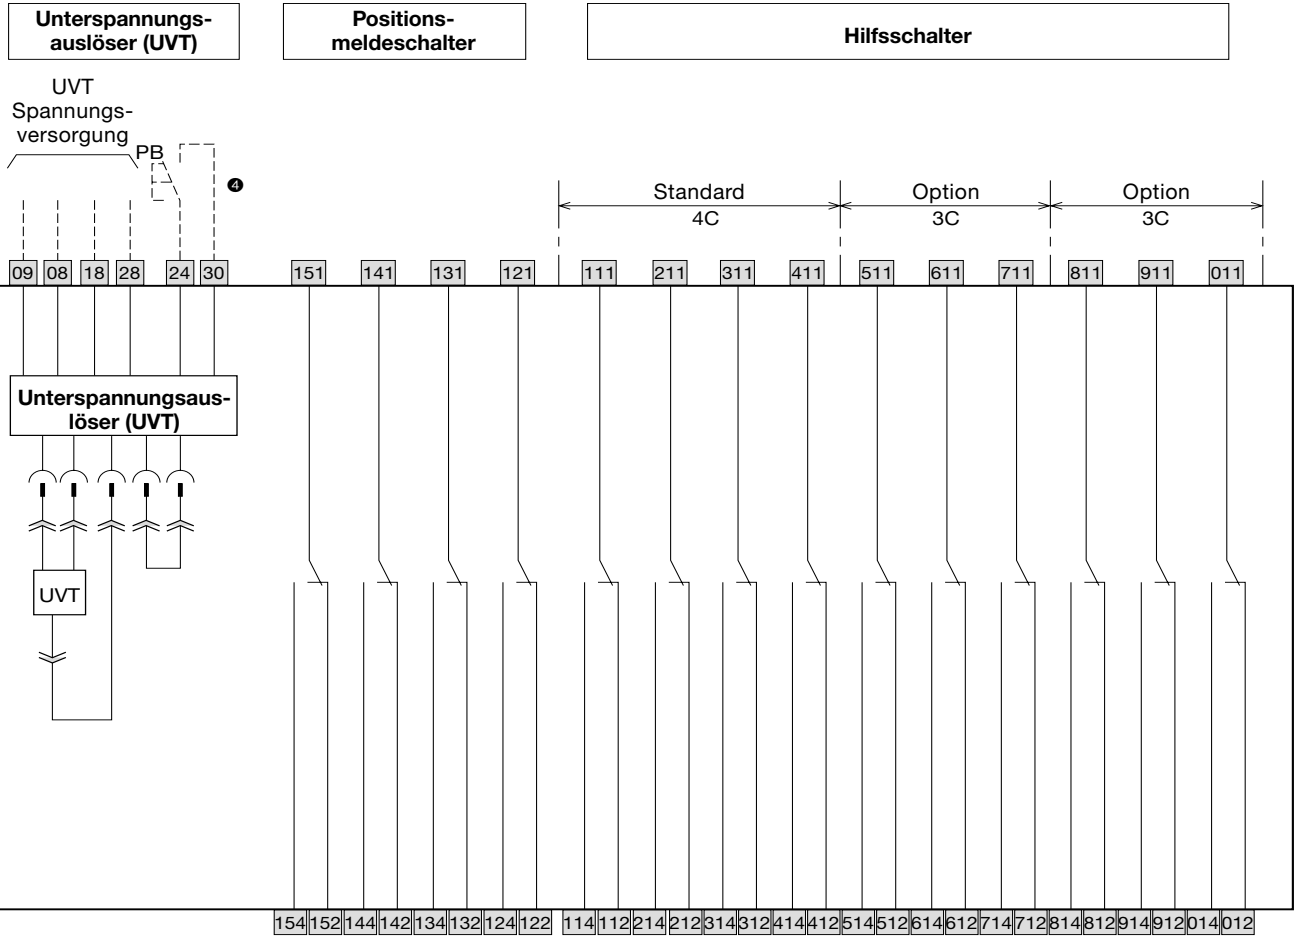 Unterspannungs-
auslöser (UVT)
Positions-
meldeschalter
Hilfsschalter
UVT
Spannungs-
versorgung
PB
❹
Standard
4C
Option
3C
Option
3C
09 08 18 28 24 30 151 141 131 121 111 211 311 411 511 611 711 811 911 011
Unterspannungsaus-
löser (UVT)
UVT
154 152 144 142 134 132 124 122 114 112 214 212 314 312 414 412 514 512 614 612 714 712 814 812 914 912 014 012